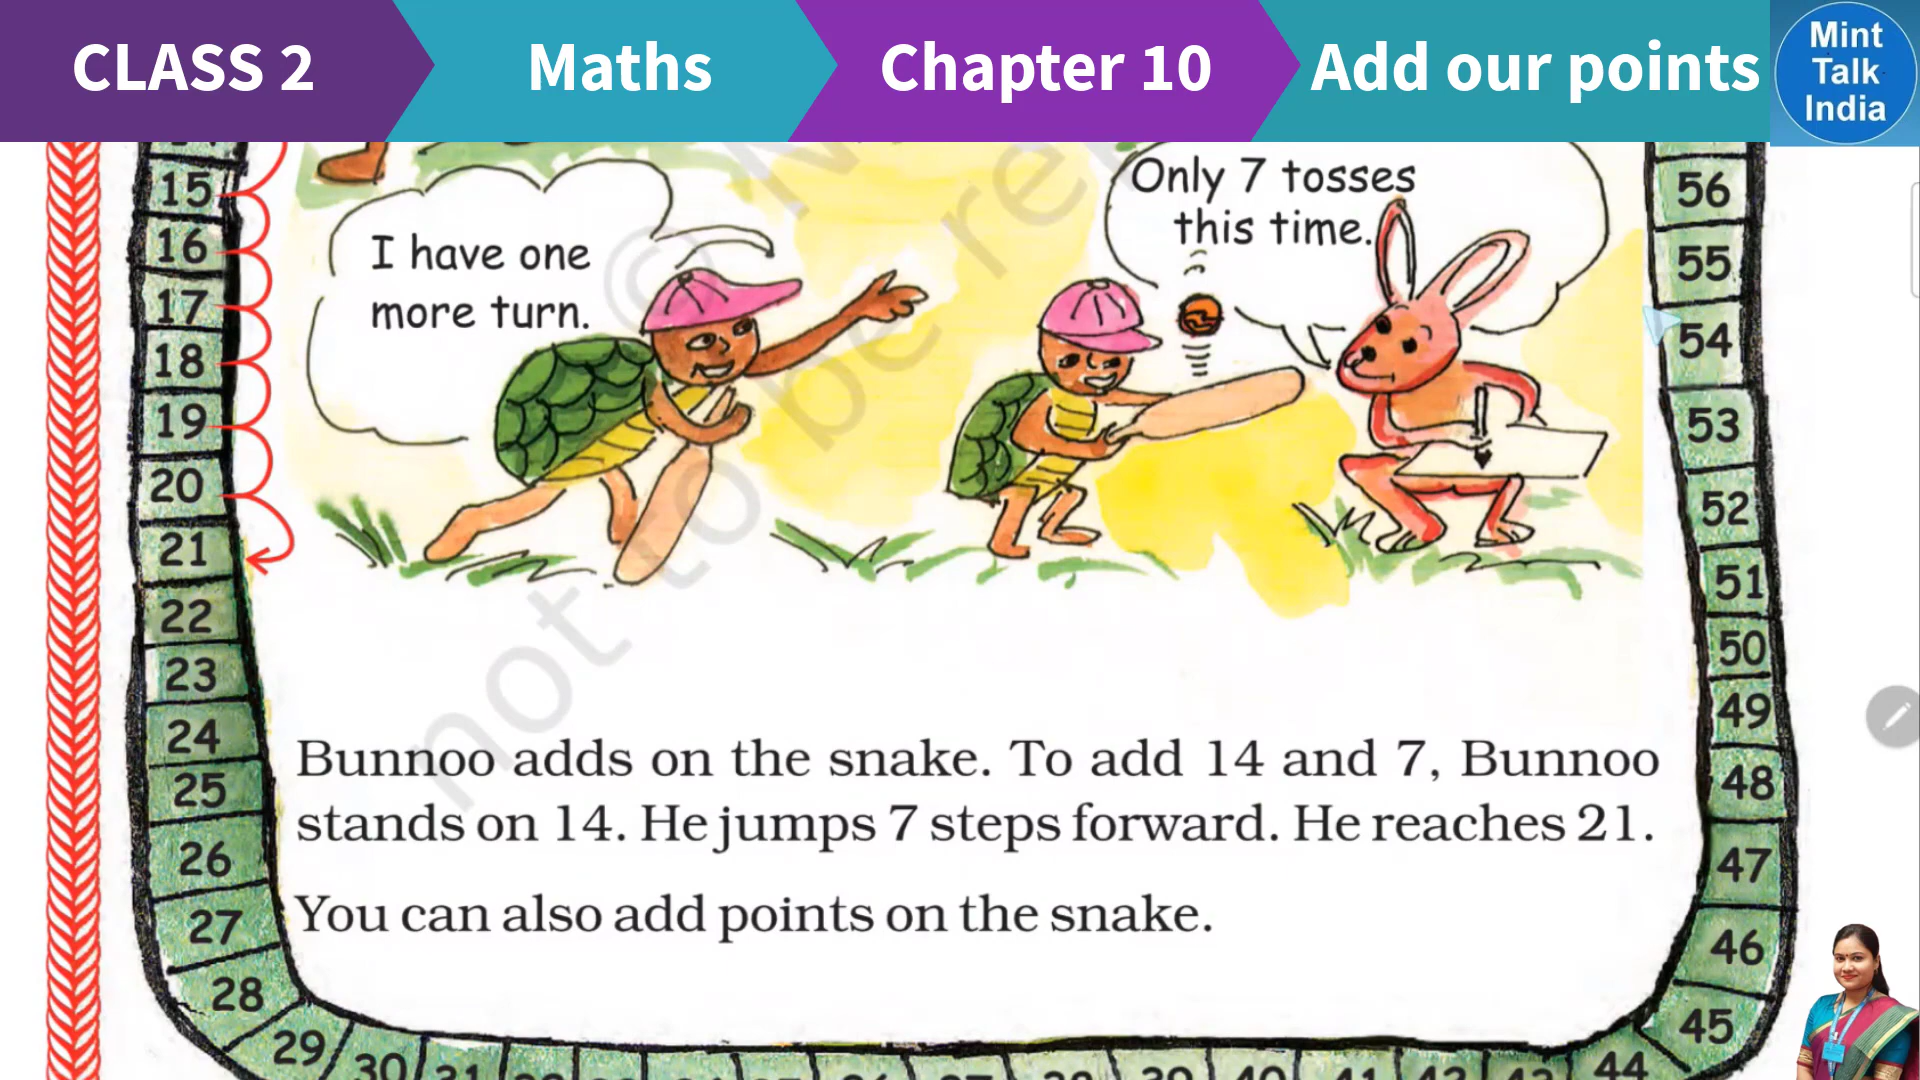 CLASS 2
Maths
Chapter 10
Add our points
Mint
Talk
India
Only 7 tosses
this time.
I have one
more turn.
15
16
17
18
19
20
21
22
23
24
25
26
27
28
29
30
56
55
54
53
52
51
50
49
48
47
46
45
44
not to be re
Bunnoo adds on the snake. To add 14 and 7, Bunnoo
stands on 14. He jumps 7 steps forward. He reaches 21.
You can also add points on the snake.